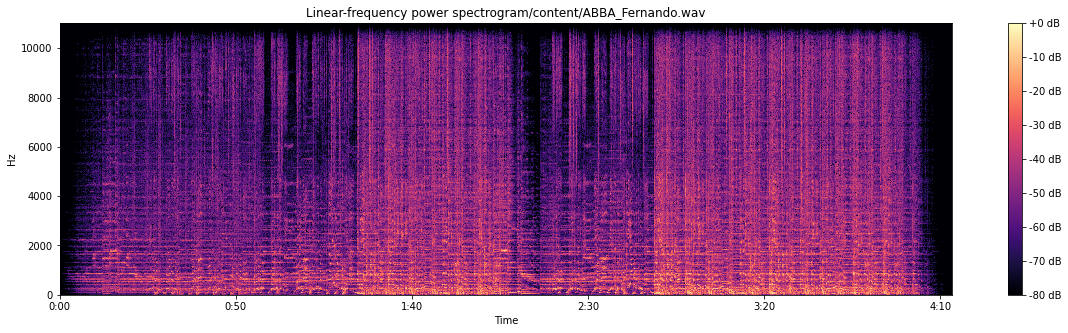 Linear-frequency power spectrogram/content/ABBA_Fernando.wav
Hz
10000
8000
6000
4000
2000
0
0:00 0:50 1:40 2:30 3:20 4:10
Time
+0 dB
-10 dB
-20 dB
-30 dB
-40 dB
-50 dB
-60 dB
-70 dB
-80 dB